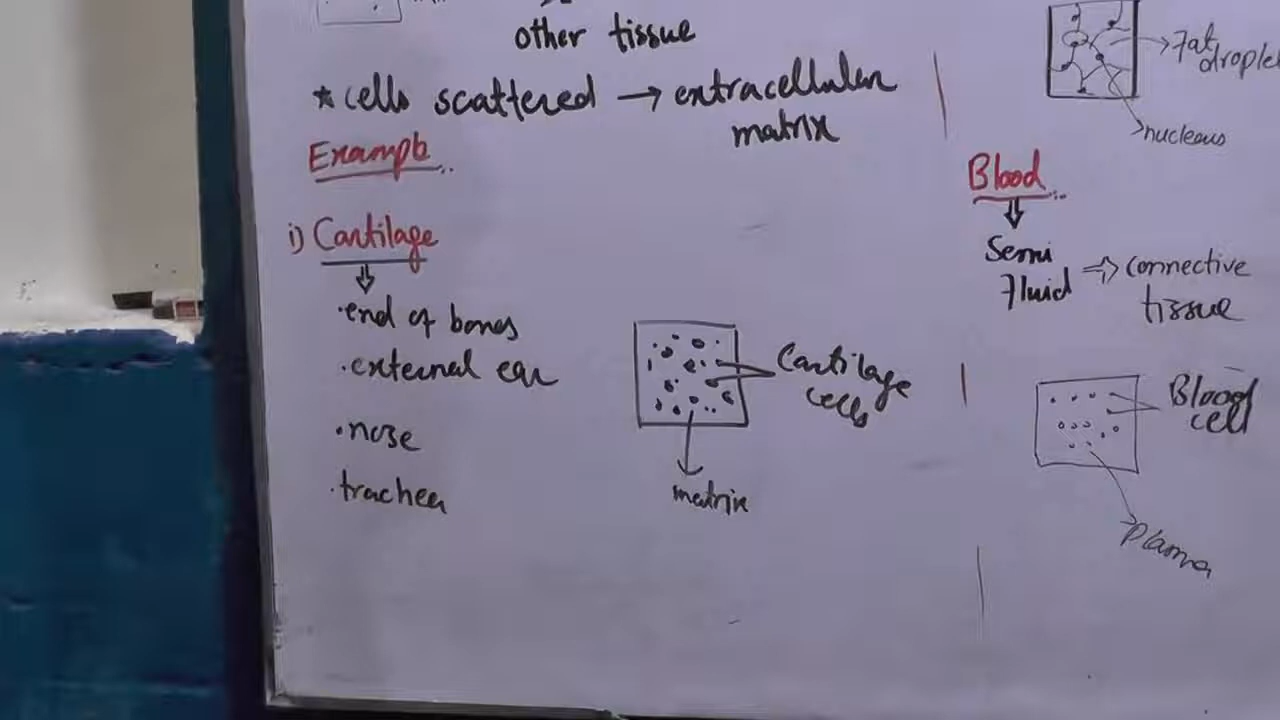 other tissue
* cells scattered → extracellular
matrix
Example
i) Cartilage
⇓
• end of bones
• external ear
• nose
• trachea
Cartilage
cells
matrix
Fat
droplet
nucleus
Blood
⇓
Semi
fluid ⇒ connective
tissue
Blood
cell
Plasma